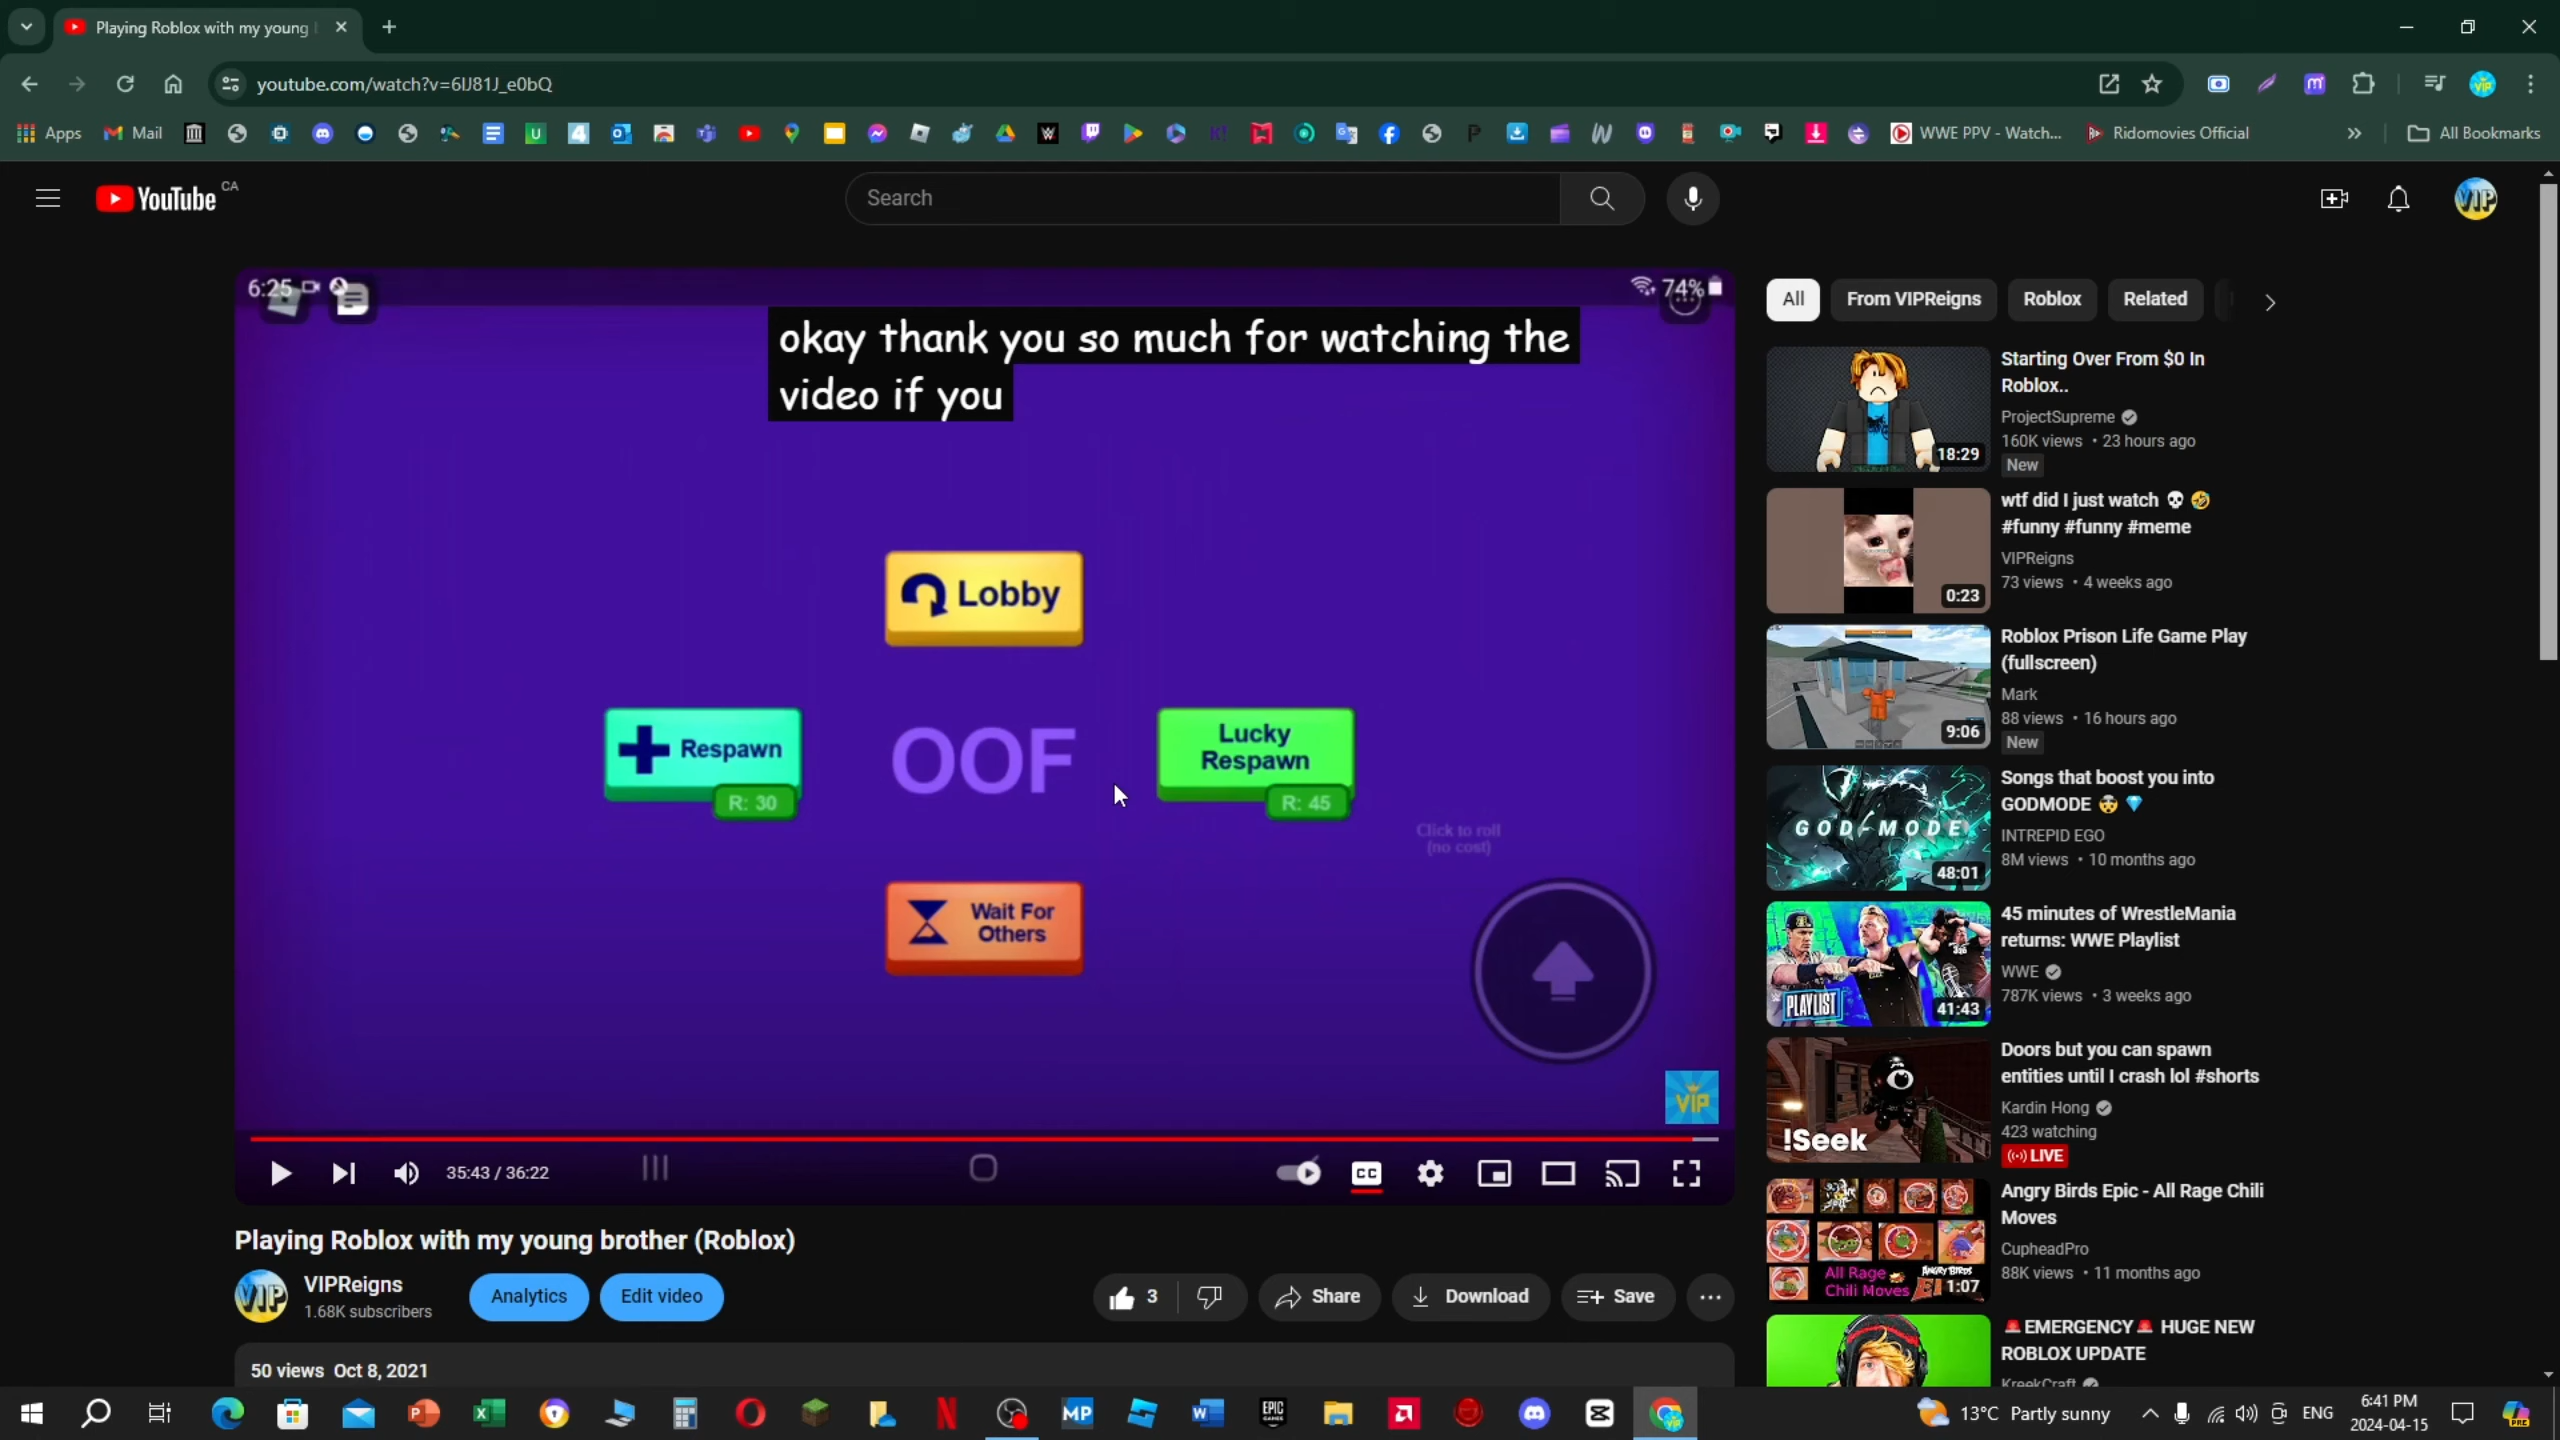 Playing Roblox with my young
youtube.com/watch?v=6IJ81J_e0bQ
Apps
Mail
WWE PPV - Watch...
Ridomovies Official
All Bookmarks
YouTube CA
Search
VIP
6:25
74%
okay thank you so much for watching the
video if you
Lobby
Respawn
R: 30
OOF
Lucky
Respawn
R: 45
Click to roll
(no cost)
Wait For
Others
VIP
35:43 / 36:22
CC
Playing Roblox with my young brother (Roblox)
VIP
VIPReigns
1.68K subscribers
Analytics
Edit video
3
Share
Download
Save
50 views Oct 8, 2021
All
From VIPReigns
Roblox
Related
18:29
Starting Over From $0 In
Roblox..
ProjectSupreme
160K views • 23 hours ago
New
0:23
wtf did I just watch 💀 🤣
#funny #funny #meme
VIPReigns
73 views • 4 weeks ago
9:06
Roblox Prison Life Game Play
(fullscreen)
Mark
88 views • 16 hours ago
New
GOD-MODE
48:01
Songs that boost you into
GODMODE 🤯 💎
INTREPID EGO
8M views • 10 months ago
PLAYLIST
41:43
45 minutes of WrestleMania
returns: WWE Playlist
WWE
787K views • 3 weeks ago
!Seek
Doors but you can spawn
entities until I crash lol #shorts
Kardin Hong
423 watching
LIVE
All Rage
Chili Moves
ANGRY BIRDS
1:07
Angry Birds Epic - All Rage Chili
Moves
CupheadPro
88K views • 11 months ago
🚨EMERGENCY🚨 HUGE NEW
ROBLOX UPDATE
KreekCraft
MP
EPIC
GAMES
13°C Partly sunny
ENG
6:41 PM
2024-04-15
PRE